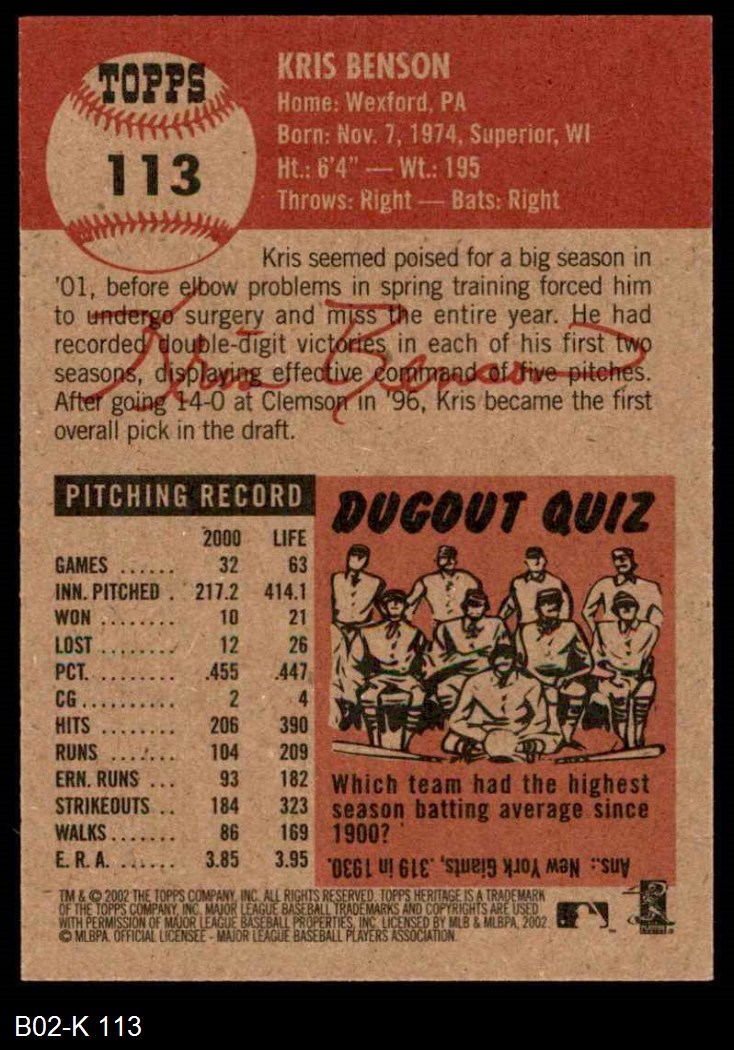 TOPPS
113
KRIS BENSON
Home: Wexford, PA
Born: Nov. 7, 1974, Superior, WI
Ht.: 6'4" — Wt.: 195
Throws: Right — Bats: Right
Kris seemed poised for a big season in
'01, before elbow problems in spring training forced him
to undergo surgery and miss the entire year. He had
recorded double-digit victories in each of his first two
seasons, displaying effective command of five pitches.
After going 14-0 at Clemson in '96, Kris became the first
overall pick in the draft.
Kris Benson
PITCHING RECORD
2000 LIFE
GAMES ...... 32 63
INN. PITCHED . 217.2 414.1
WON ........ 10 21
LOST ........ 12 26
PCT. ........ .455 .447
CG .......... 2 4
HITS ........ 206 390
RUNS ....... 104 209
ERN. RUNS ... 93 182
STRIKEOUTS .. 184 323
WALKS ....... 86 169
E. R. A. ...... 3.85 3.95
DUGOUT QUIZ
Which team had the highest
season batting average since
1900?
Ans.: New York Giants, .319 in 1930.
TM & © 2002 THE TOPPS COMPANY, INC. ALL RIGHTS RESERVED. TOPPS HERITAGE IS A TRADEMARK
OF THE TOPPS COMPANY, INC. MAJOR LEAGUE BASEBALL TRADEMARKS AND COPYRIGHTS ARE USED
WITH PERMISSION OF MAJOR LEAGUE BASEBALL PROPERTIES, INC. LICENSED BY MLB & MLBPA, 2002.
© MLBPA. OFFICIAL LICENSEE - MAJOR LEAGUE BASEBALL PLAYERS ASSOCIATION.
B02-K 113